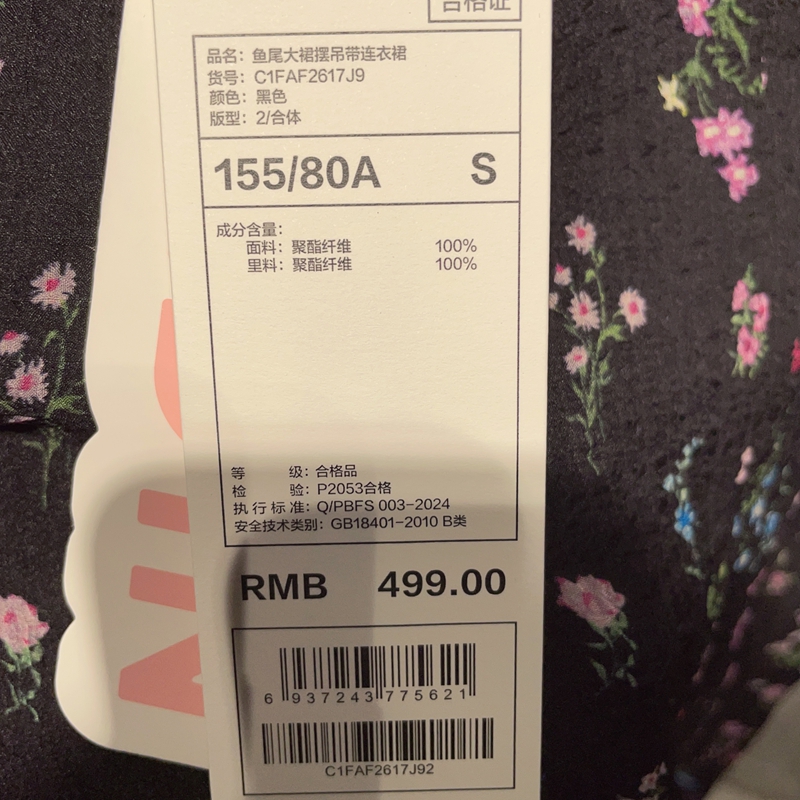 合格证
品名：鱼尾大裙摆吊带连衣裙
货号：C1FAF2617J9
颜色：黑色
版型：2/合体
155/80A S
成分含量：
面料：聚酯纤维 100%
里料：聚酯纤维 100%
等级：合格品
检验：P2053合格
执行标准：Q/PBFS 003-2024
安全技术类别：GB18401-2010 B类
RMB 499.00
6 937243 775621
C1FAF2617J92